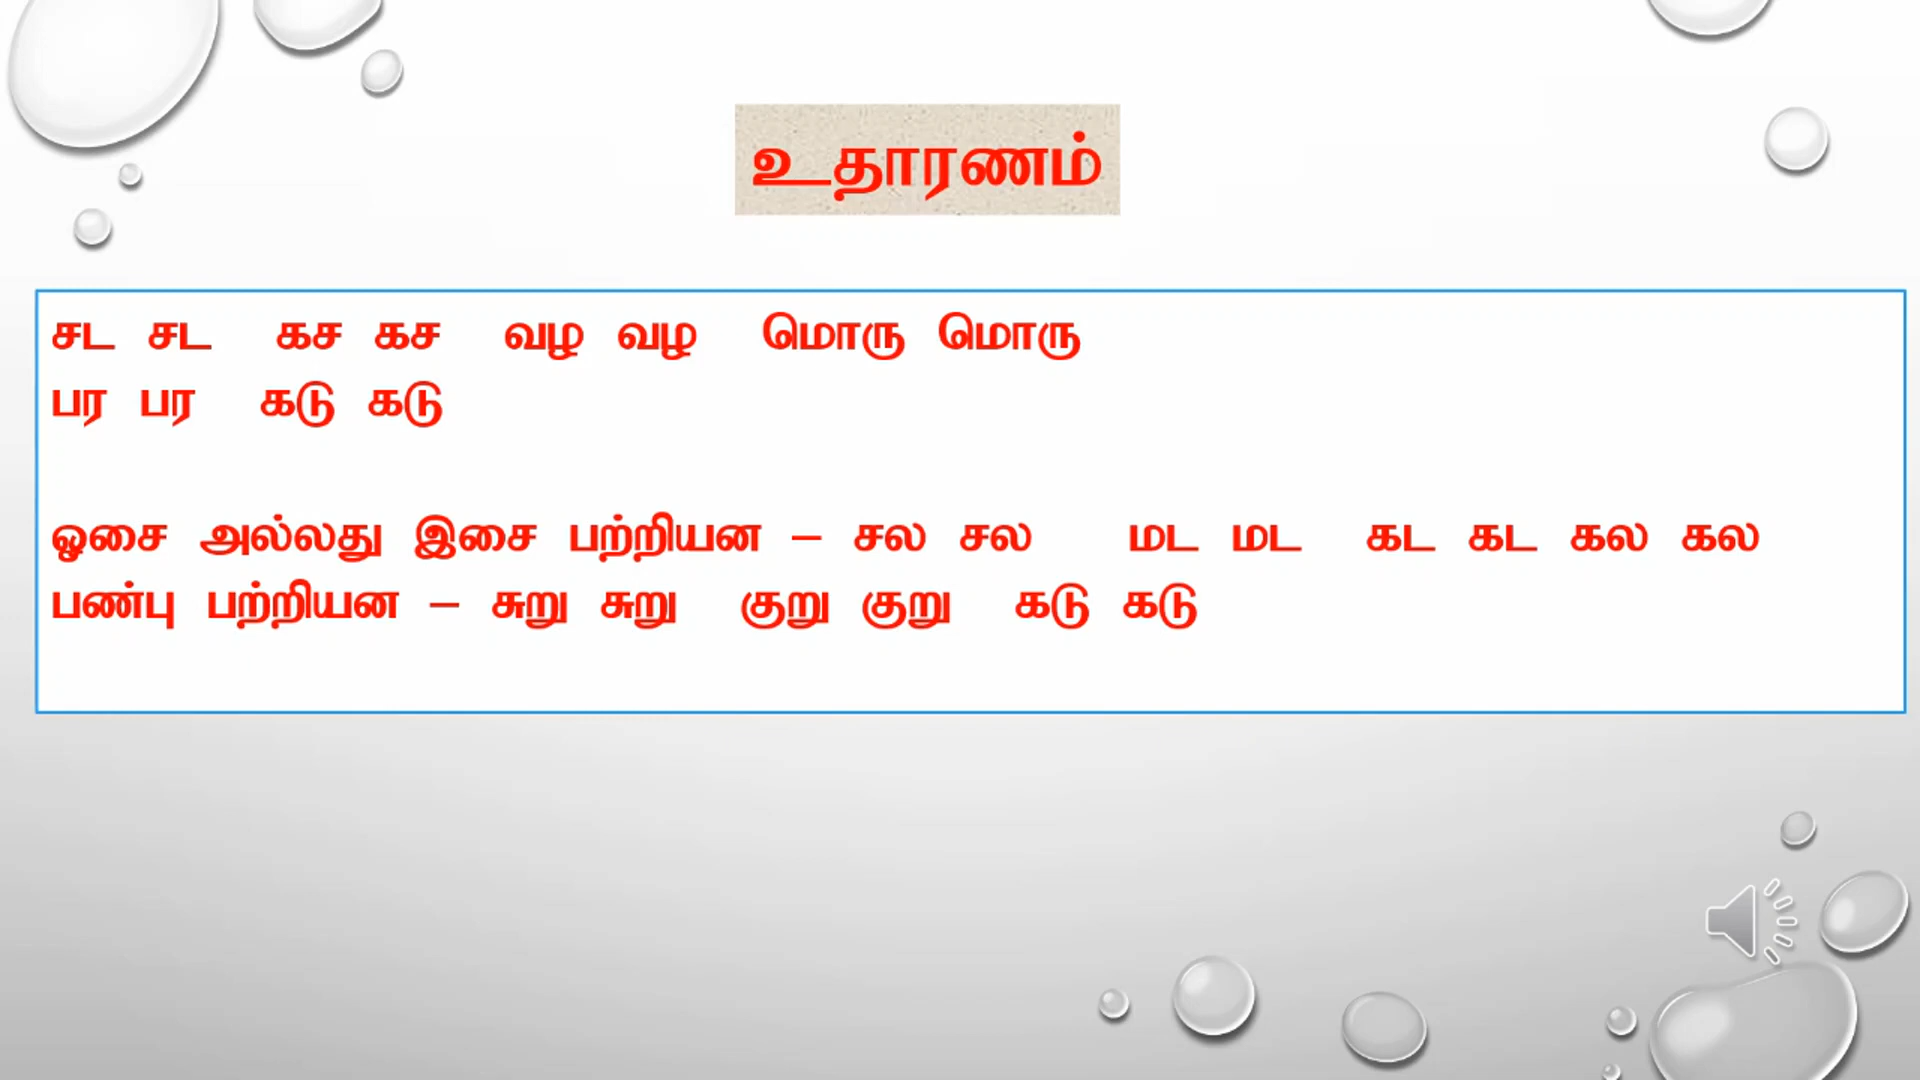 உதாரணம்
சட சட கச கச வழ வழ மொரு மொரு
பர பர கடு கடு
ஓசை அல்லது இசை பற்றியன – சல சல மட மட கட கட கல கல
பண்பு பற்றியன – சுறு சுறு குறு குறு கடு கடு